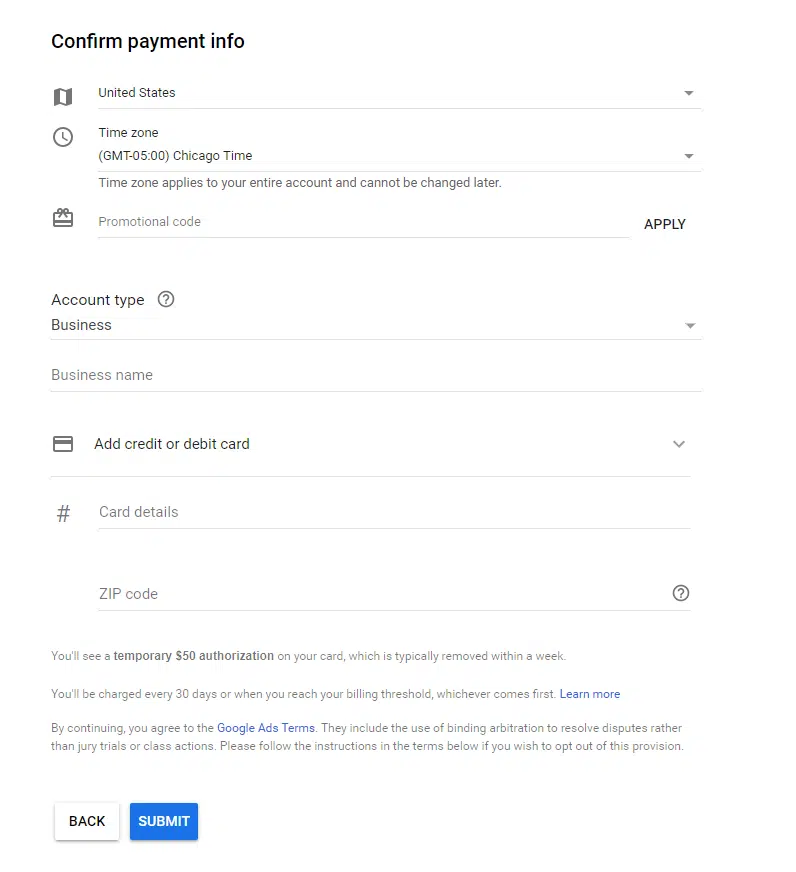 Confirm payment info
United States
Time zone
(GMT-05:00) Chicago Time
Time zone applies to your entire account and cannot be changed later.
Promotional code
APPLY
Account type
Business
Business name
Add credit or debit card
# Card details
ZIP code
You'll see a temporary $50 authorization on your card, which is typically removed within a week.
You'll be charged every 30 days or when you reach your billing threshold, whichever comes first. Learn more
By continuing, you agree to the Google Ads Terms. They include the use of binding arbitration to resolve disputes rather
than jury trials or class actions. Please follow the instructions in the terms below if you wish to opt out of this provision.
BACK
SUBMIT